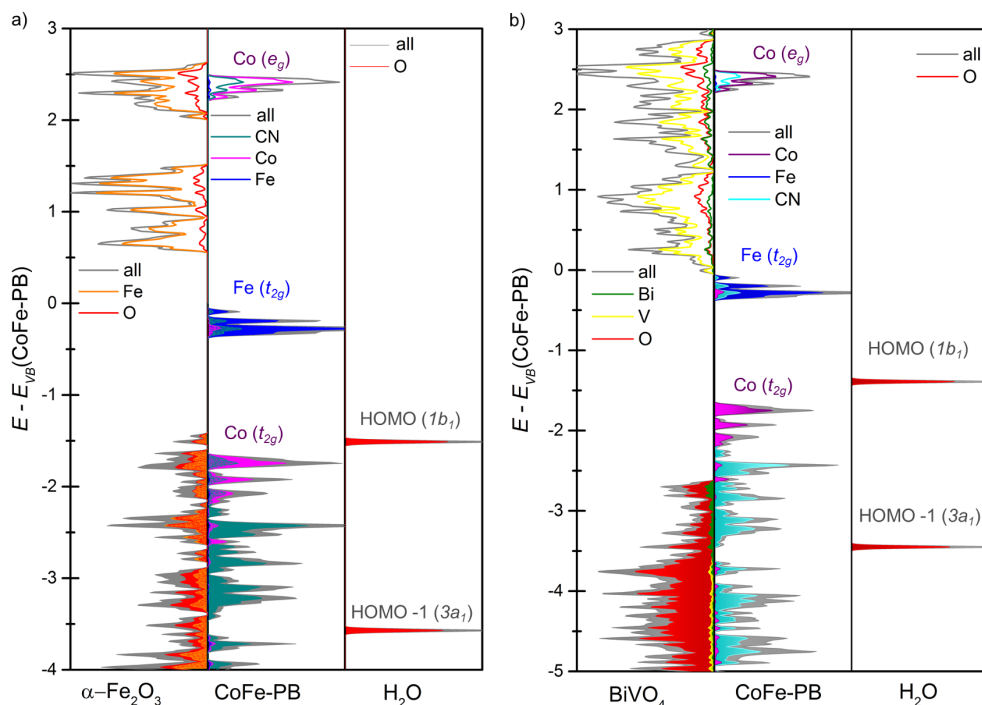 a)
E - E_VB(CoFe-PB)
3
2
1
0
-1
-2
-3
-4
Co (e_g)
all
O
all
CN
Co
Fe
all
Fe
O
Fe (t_2g)
HOMO (1b_1)
Co (t_2g)
HOMO -1 (3a_1)
α–Fe₂O₃
CoFe-PB
H₂O
b)
E - E_VB(CoFe-PB)
3
2
1
0
-1
-2
-3
-4
-5
Co (e_g)
all
O
all
Co
Fe
CN
Fe (t_2g)
all
Bi
V
O
HOMO (1b_1)
Co (t_2g)
HOMO -1 (3a_1)
BiVO₄
CoFe-PB
H₂O